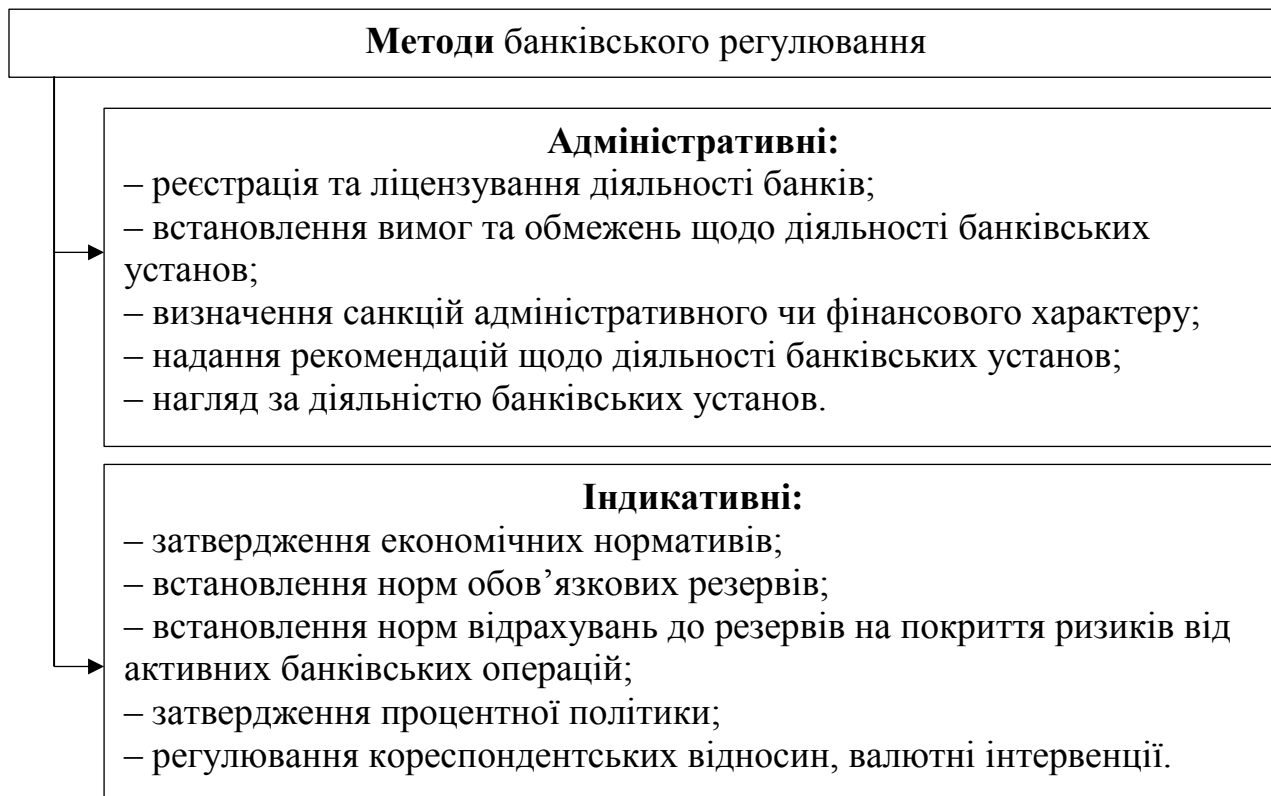 Методи банківського регулювання
Адміністративні:
– реєстрація та ліцензування діяльності банків;
– встановлення вимог та обмежень щодо діяльності банківських
установ;
– визначення санкцій адміністративного чи фінансового характеру;
– надання рекомендацій щодо діяльності банківських установ;
– нагляд за діяльністю банківських установ.
Індикативні:
– затвердження економічних нормативів;
– встановлення норм обов’язкових резервів;
– встановлення норм відрахувань до резервів на покриття ризиків від
активних банківських операцій;
– затвердження процентної політики;
– регулювання кореспондентських відносин, валютні інтервенції.